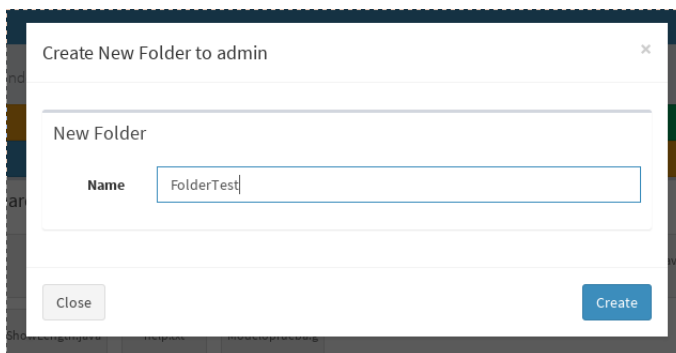 Create New Folder to admin
×
New Folder
Name FolderTest
Close Create